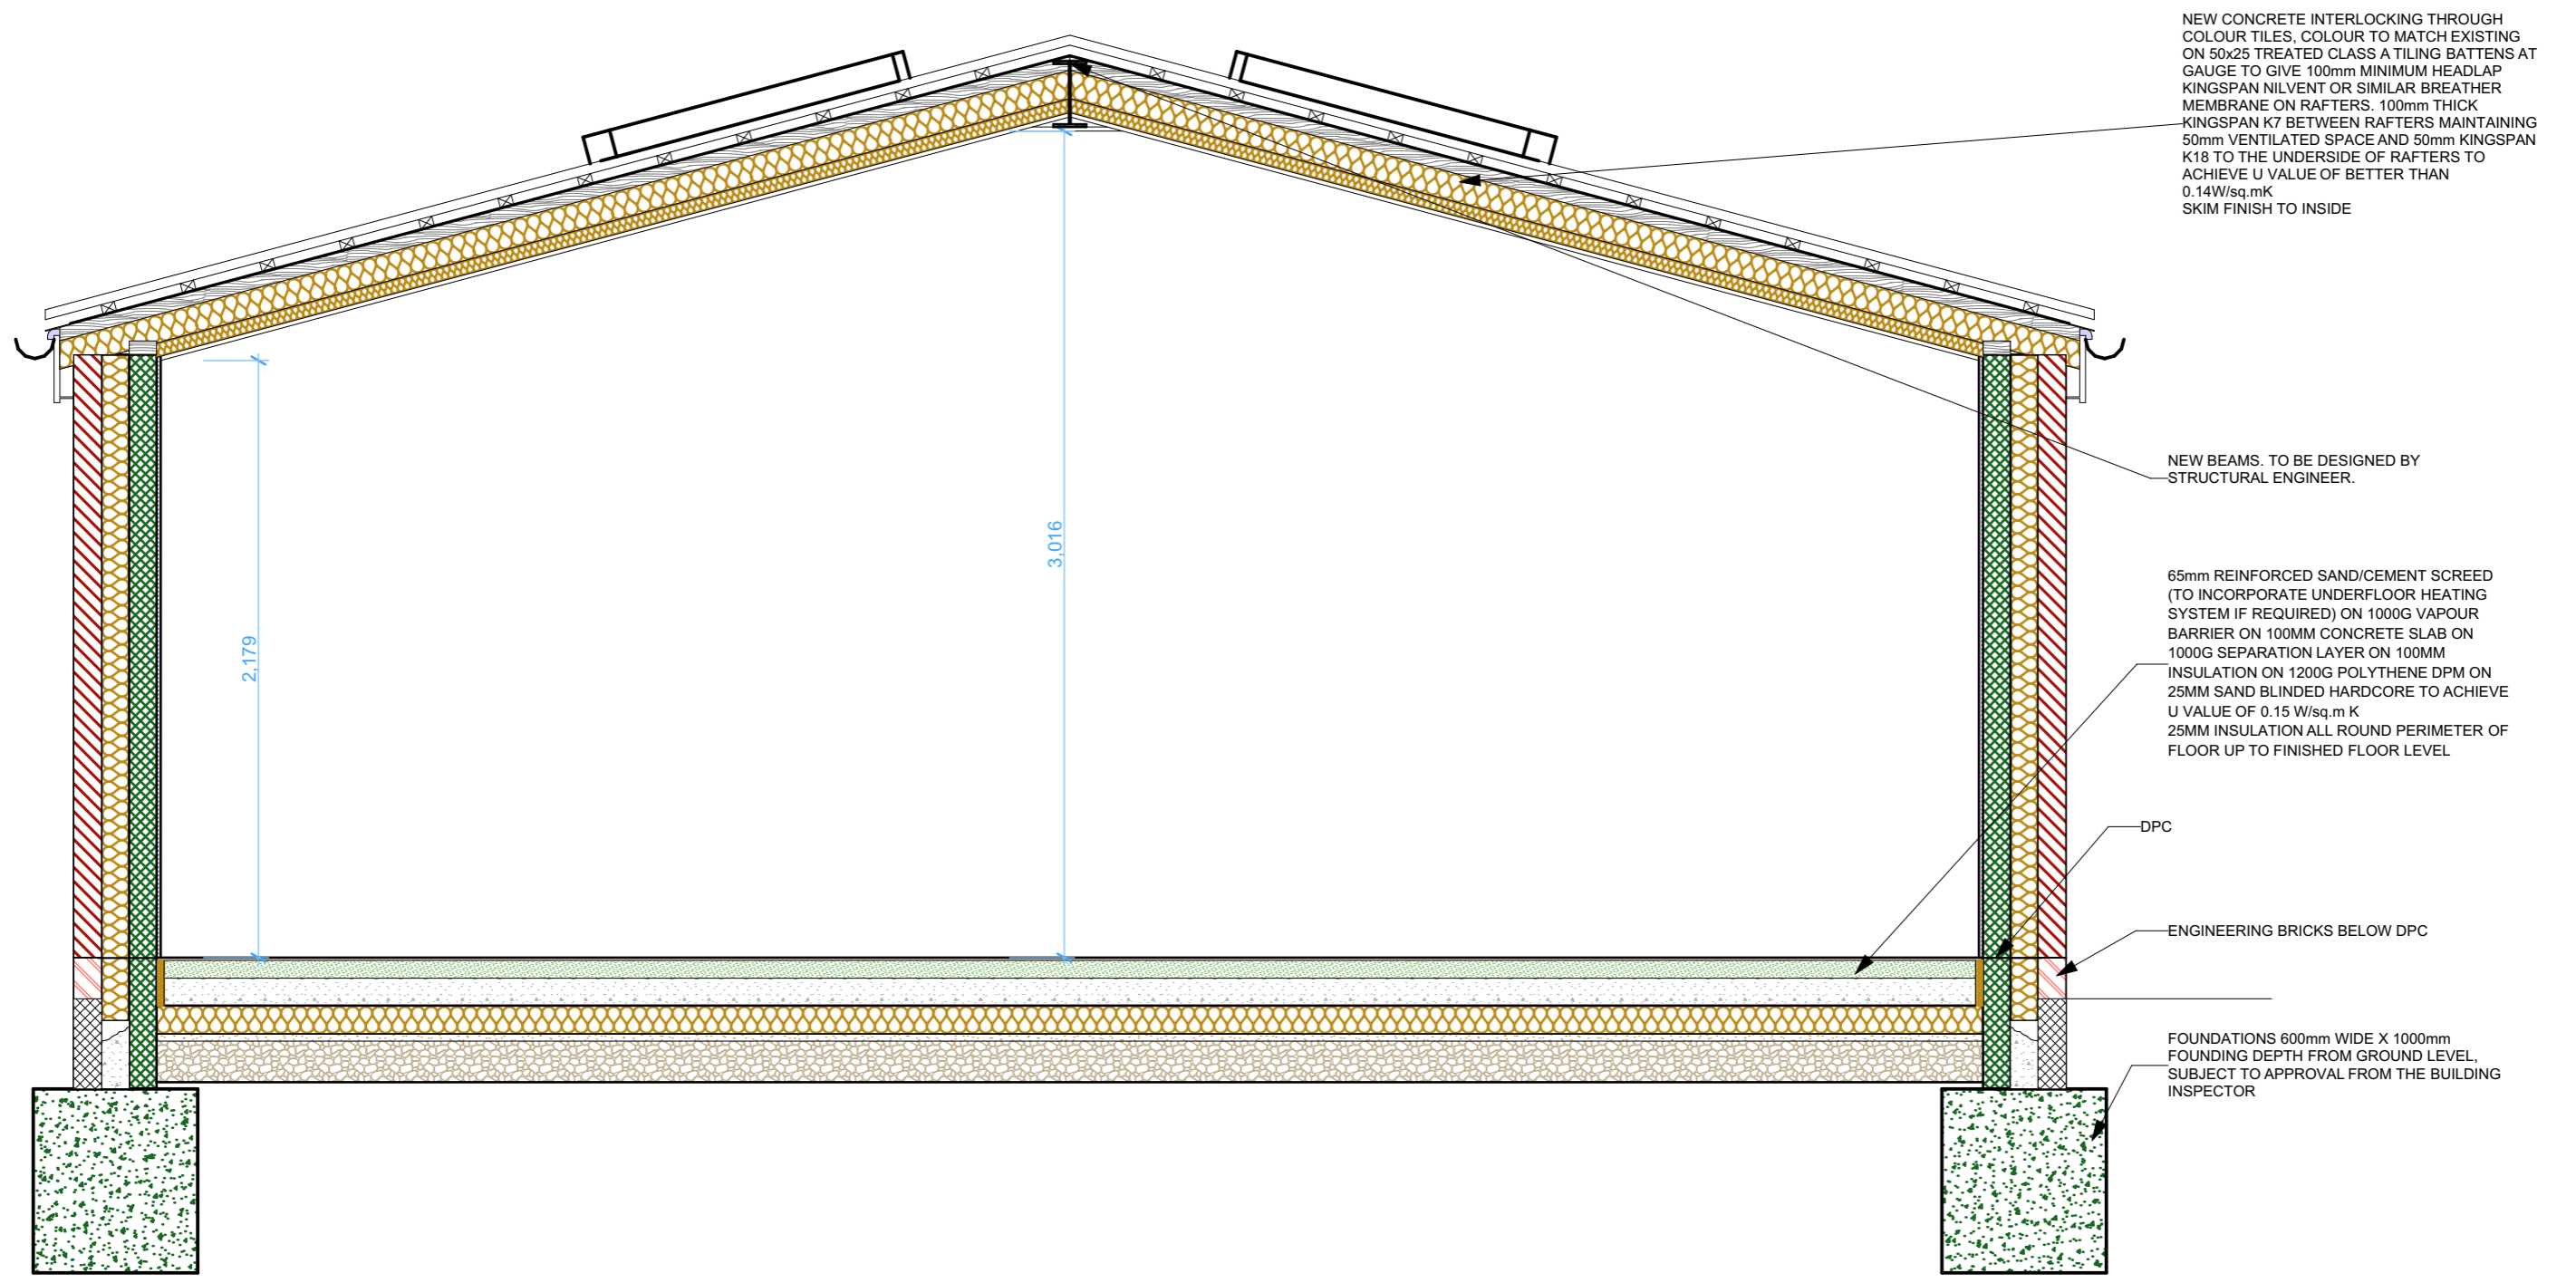 NEW CONCRETE INTERLOCKING THROUGH
COLOUR TILES, COLOUR TO MATCH EXISTING
ON 50x25 TREATED CLASS A TILING BATTENS AT
GAUGE TO GIVE 100mm MINIMUM HEADLAP
KINGSPAN NILVENT OR SIMILAR BREATHER
MEMBRANE ON RAFTERS. 100mm THICK
KINGSPAN K7 BETWEEN RAFTERS MAINTAINING
50mm VENTILATED SPACE AND 50mm KINGSPAN
K18 TO THE UNDERSIDE OF RAFTERS TO
ACHIEVE U VALUE OF BETTER THAN
0.14W/sq.mK
SKIM FINISH TO INSIDE
NEW BEAMS. TO BE DESIGNED BY
STRUCTURAL ENGINEER.
3,016
2,179
65mm REINFORCED SAND/CEMENT SCREED
(TO INCORPORATE UNDERFLOOR HEATING
SYSTEM IF REQUIRED) ON 1000G VAPOUR
BARRIER ON 100MM CONCRETE SLAB ON
1000G SEPARATION LAYER ON 100MM
INSULATION ON 1200G POLYTHENE DPM ON
25MM SAND BLINDED HARDCORE TO ACHIEVE
U VALUE OF 0.15 W/sq.m K
25MM INSULATION ALL ROUND PERIMETER OF
FLOOR UP TO FINISHED FLOOR LEVEL
DPC
ENGINEERING BRICKS BELOW DPC
FOUNDATIONS 600mm WIDE X 1000mm
FOUNDING DEPTH FROM GROUND LEVEL,
SUBJECT TO APPROVAL FROM THE BUILDING
INSPECTOR